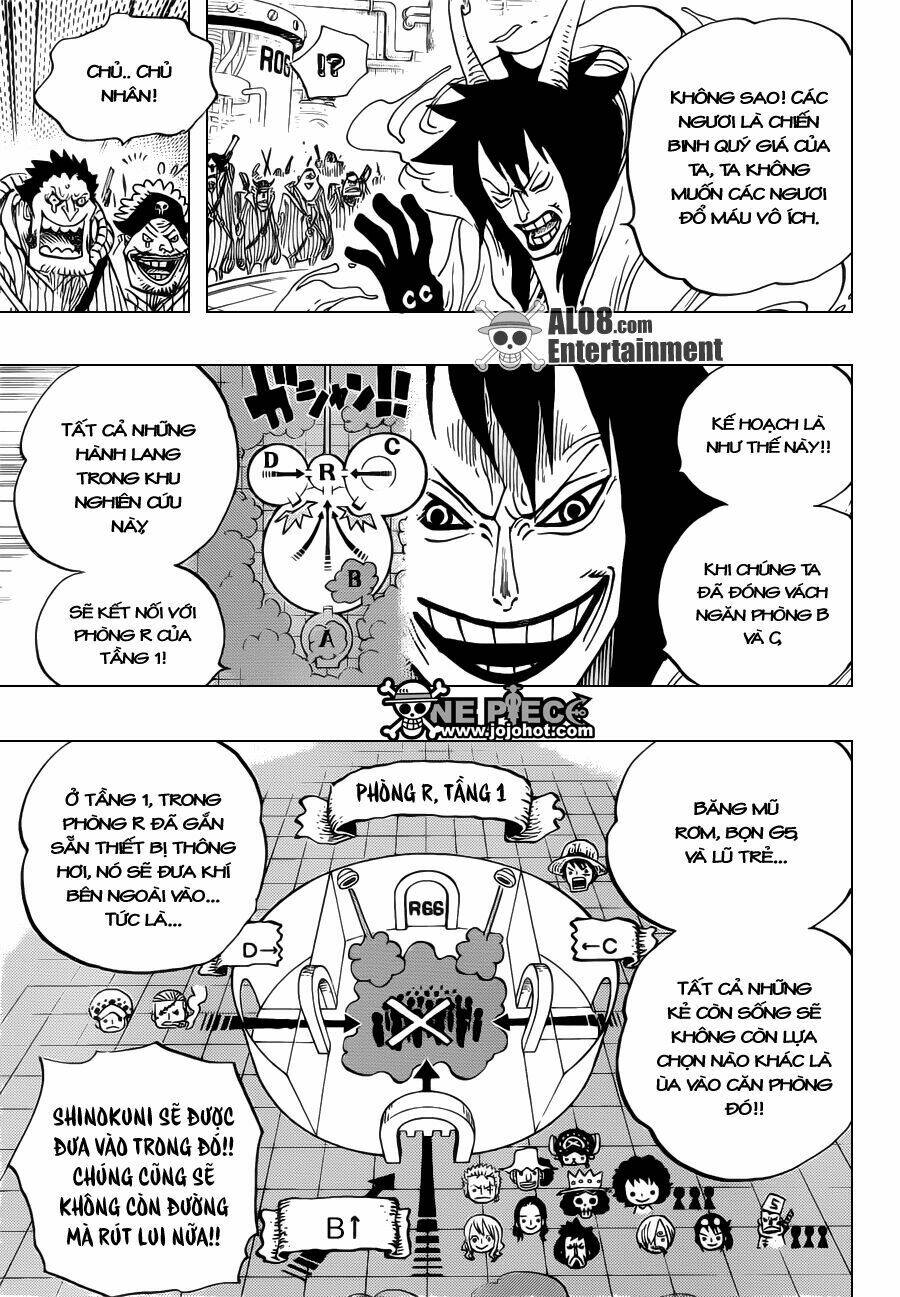 KHÔNG SAO! CÁC
NGƯƠI LÀ CHIẾN
BINH QUÝ GIÁ CỦA
TA, TA KHÔNG
MUỐN CÁC NGƯƠI
ĐỔ MÁU VÔ ÍCH.
!?
R06
CHỦ.. CHỦ
NHÂN!
AL08.com
Entertainment
KẾ HOẠCH LÀ
NHƯ THẾ NÀY!!
KHI CHÚNG TA
ĐÃ ĐÓNG VÁCH
NGĂN PHÒNG B
VÀ C,
ガシャン!!
D
R
C
B
A
TẤT CẢ NHỮNG
HÀNH LANG
TRONG KHU
NGHIÊN CỨU
NÀY,
SẼ KẾT NỐI VỚI
PHÒNG R CỦA
TẦNG 1!
ONE PIECE
www.jojohot.com
BĂNG MŨ
RƠM, BỌN G5,
VÀ LŨ TRẺ...
TẤT CẢ NHỮNG
KẺ CÒN SỐNG SẼ
KHÔNG CÒN LỰA
CHỌN NÀO KHÁC LÀ
ÙA VÀO CĂN PHÒNG
ĐÓ!!
PHÒNG R, TẦNG 1
R66
D→
←C
B↑
Ở TẦNG 1, TRONG
PHÒNG R ĐÃ GẮN
SẴN THIẾT BỊ THÔNG
HƠI, NÓ SẼ ĐƯA KHÍ
BÊN NGOÀI VÀO...
TỨC LÀ...
SHINOKUNI SẼ ĐƯỢC
ĐƯA VÀO TRONG ĐÓ!!
CHÚNG CŨNG SẼ
KHÔNG CÒN ĐƯỜNG
MÀ RÚT LUI NỮA!!